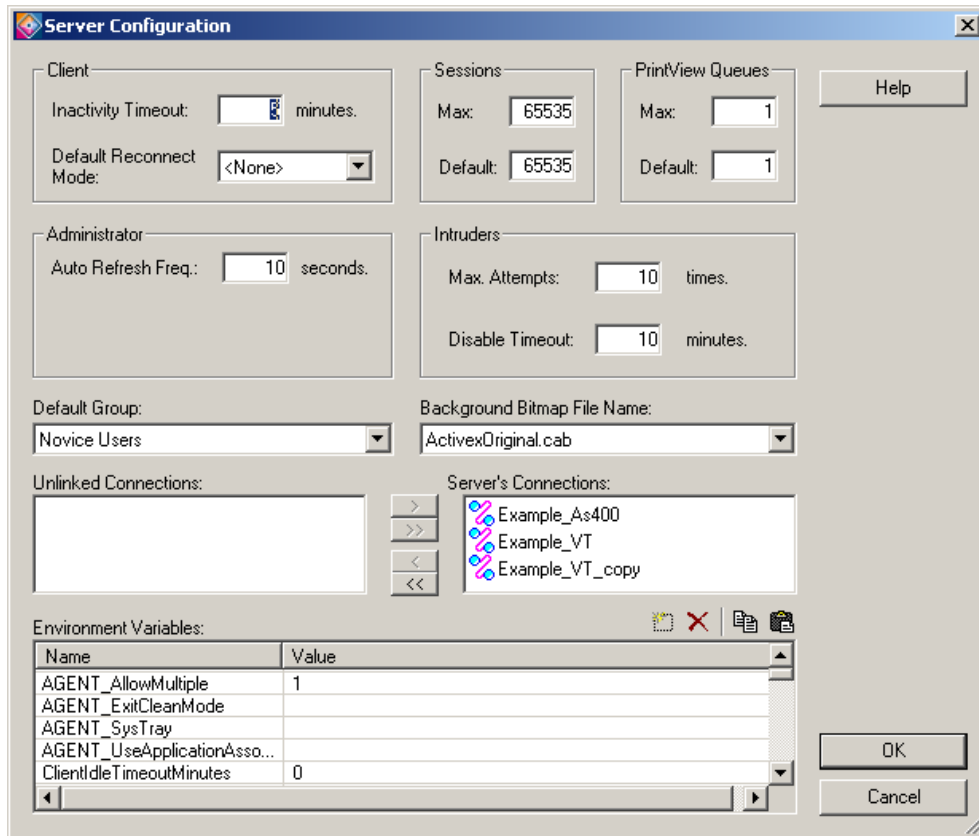 Server Configuration
Client
Inactivity Timeout: minutes.
Default Reconnect Mode: <None>
Sessions
Max: 65535
Default: 65535
PrintView Queues
Max: 1
Default: 1
Help
Administrator
Auto Refresh Freq.: 10 seconds.
Intruders
Max. Attempts: 10 times.
Disable Timeout: 10 minutes.
Default Group:
Novice Users
Background Bitmap File Name:
ActivexOriginal.cab
Unlinked Connections:
>
>>
<
<<
Server's Connections:
Example_As400
Example_VT
Example_VT_copy
Environment Variables:
Name Value
AGENT_AllowMultiple 1
AGENT_ExitCleanMode
AGENT_SysTray
AGENT_UseApplicationAsso...
ClientIdleTimeoutMinutes 0
OK
Cancel